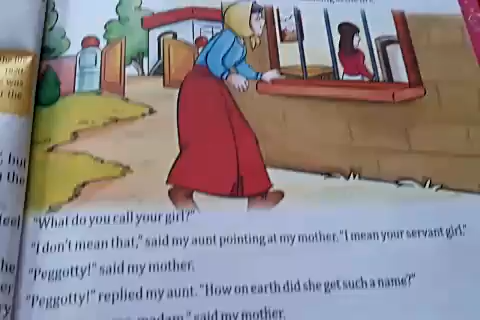 "What do you call your girl?"
"I don't mean that," said my aunt pointing at my mother. "I mean your servant girl."
"Peggotty!" said my mother.
"Peggotty!" replied my aunt. "How on earth did she get such a name?"
madam," said my mother.
but
the